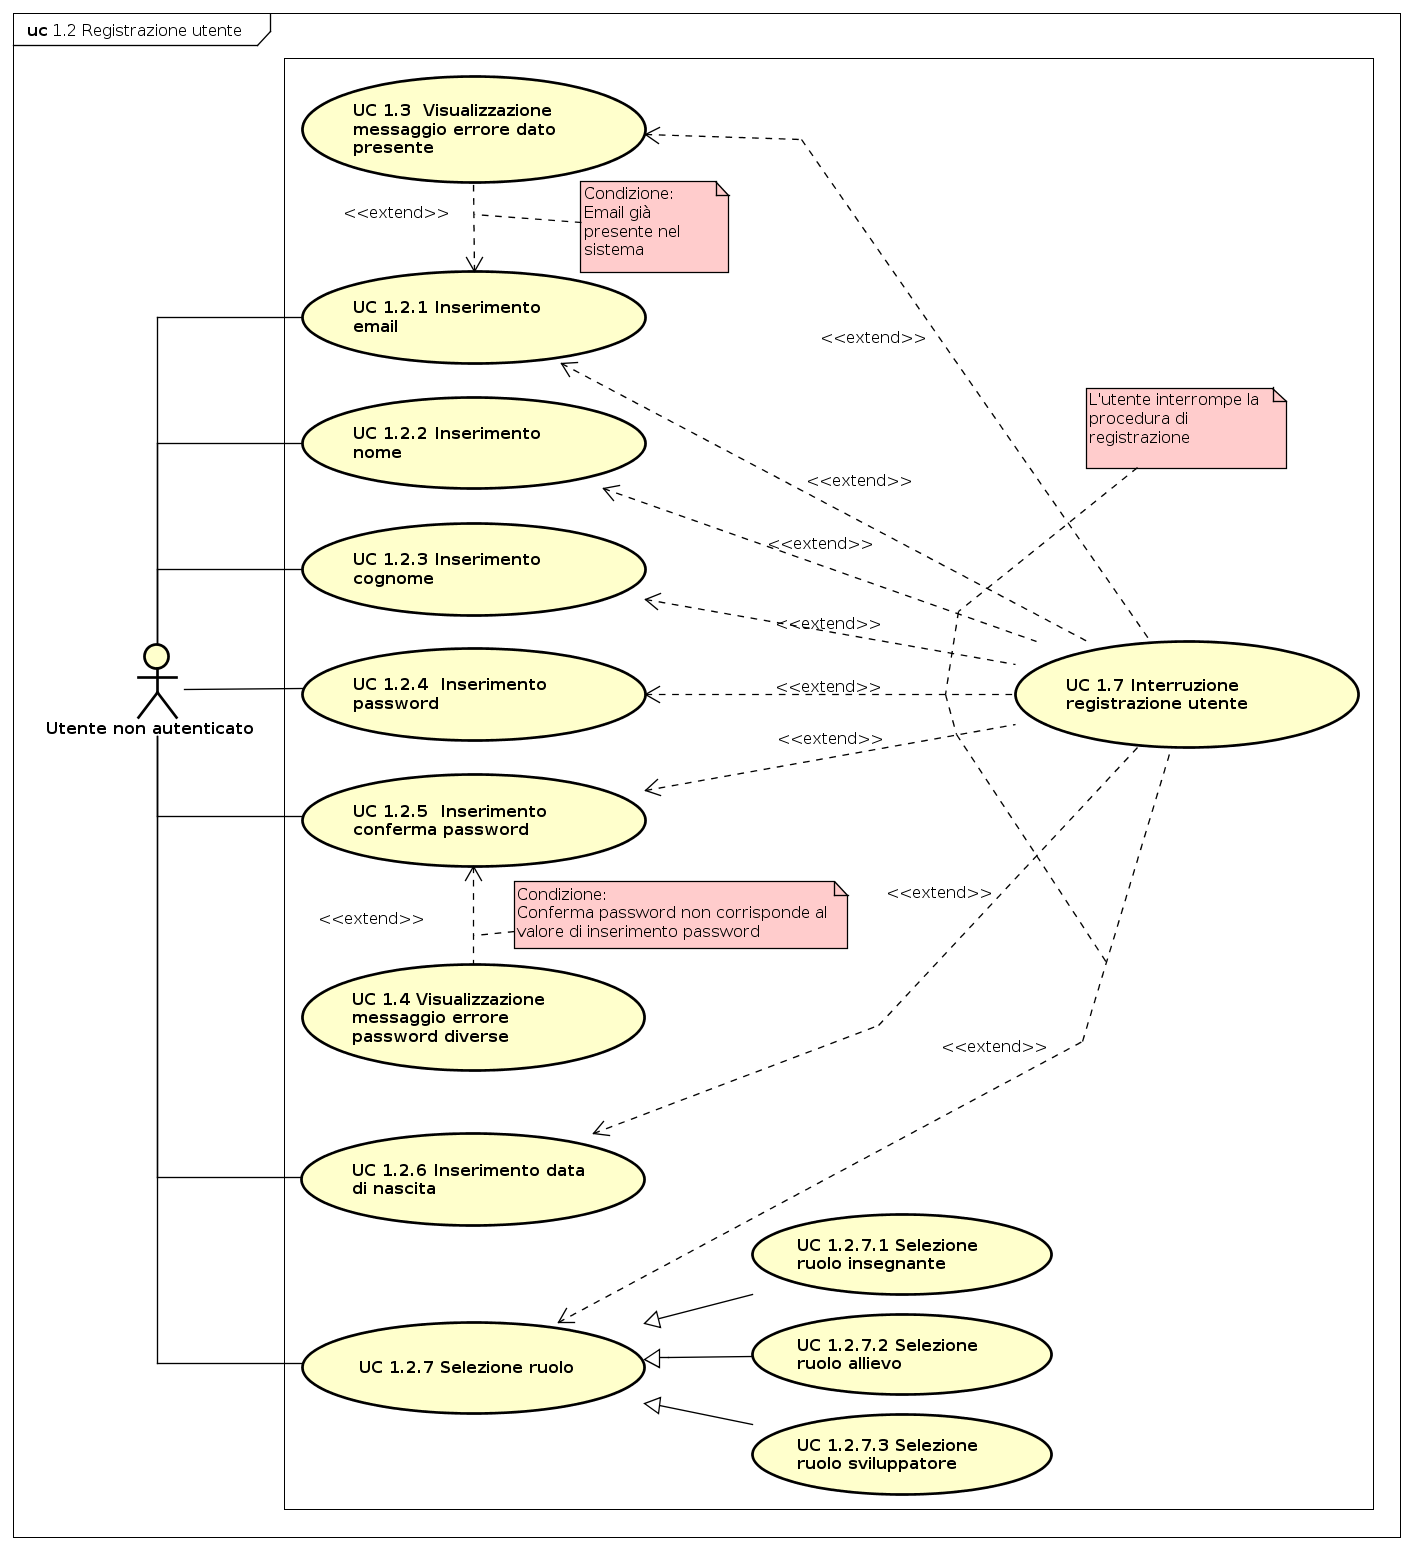 uc 1.2 Registrazione utente
UC 1.3  Visualizzazione
messaggio errore dato
presente
<<extend>>
Condizione:
Email già
presente nel
sistema
UC 1.2.1 Inserimento
email
<<extend>>
L'utente interrompe la
procedura di
registrazione
UC 1.2.2 Inserimento
nome
<<extend>>
<<extend>>
UC 1.2.3 Inserimento
cognome
<<extend>>
UC 1.2.4  Inserimento
password
<<extend>>
UC 1.7 Interruzione
registrazione utente
Utente non autenticato
<<extend>>
UC 1.2.5  Inserimento
conferma password
<<extend>>
Condizione:
Conferma password non corrisponde al
valore di inserimento password
<<extend>>
UC 1.4 Visualizzazione
messaggio errore
password diverse
<<extend>>
UC 1.2.6 Inserimento data
di nascita
UC 1.2.7.1 Selezione
ruolo insegnante
UC 1.2.7.2 Selezione
ruolo allievo
UC 1.2.7 Selezione ruolo
UC 1.2.7.3 Selezione
ruolo sviluppatore